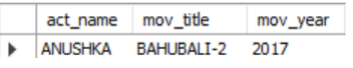 act_name mov_title mov_year
ANUSHKA BAHUBALI-2 2017